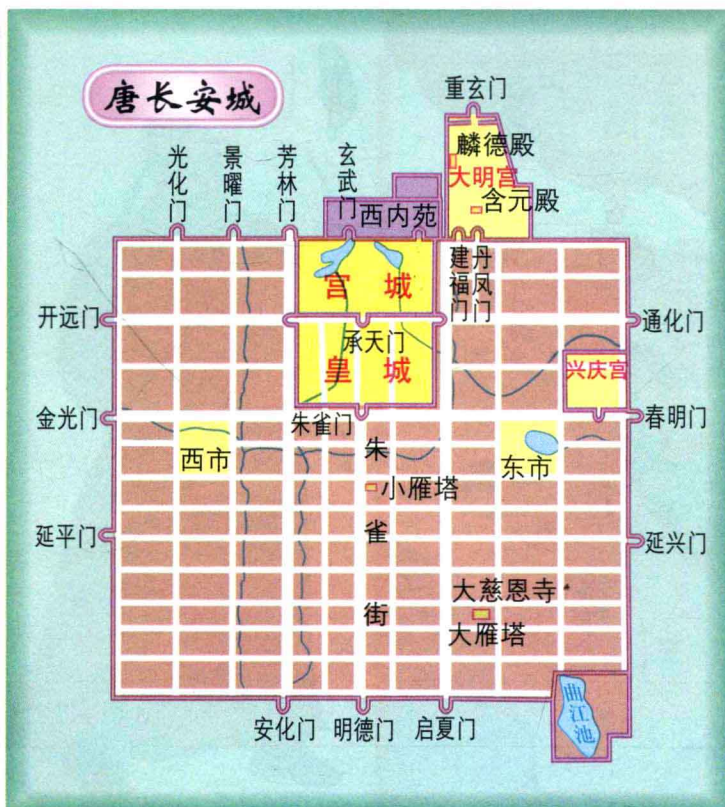 唐长安城
重玄门
麟德殿
大明宫
含元殿
光化门
景曜门
芳林门
玄武门
西内苑
建福门
丹凤门
宫城
开远门
通化门
承天门
皇城
兴庆宫
金光门
朱雀门
春明门
西市
东市
朱雀街
小雁塔
延平门
延兴门
大慈恩寺
大雁塔
曲江池
安化门
明德门
启夏门